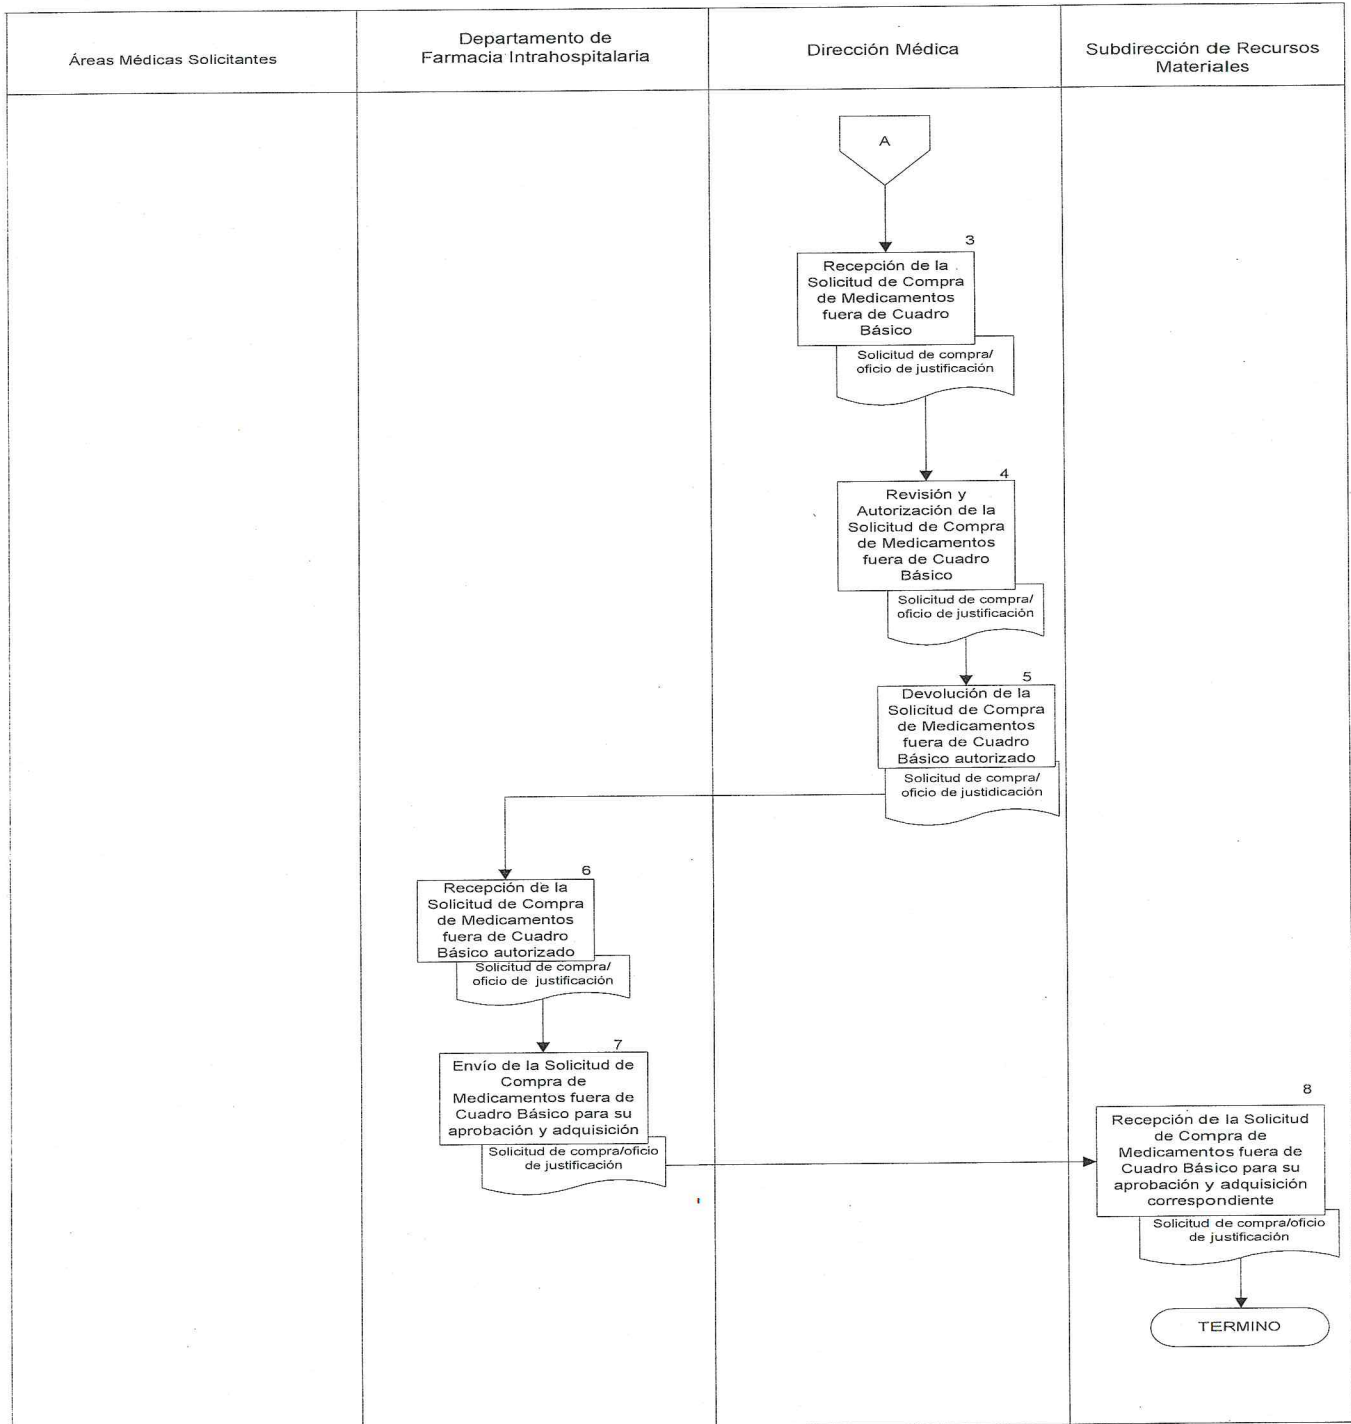 Áreas Médicas Solicitantes
Departamento de
Farmacia Intrahospitalaria
Dirección Médica
Subdirección de Recursos
Materiales
A
3
Recepción de la
Solicitud de Compra
de Medicamentos
fuera de Cuadro
Básico
Solicitud de compra/
oficio de justificación
4
Revisión y
Autorización de la
Solicitud de Compra
de Medicamentos
fuera de Cuadro
Básico
Solicitud de compra/
oficio de justificación
5
Devolución de la
Solicitud de Compra
de Medicamentos
fuera de Cuadro
Básico autorizado
Solicitud de compra/
oficio de justidicación
6
Recepción de la
Solicitud de Compra
de Medicamentos
fuera de Cuadro
Básico autorizado
Solicitud de compra/
oficio de justificación
7
Envío de la Solicitud de
Compra de
Medicamentos fuera de
Cuadro Básico para su
aprobación y adquisición
Solicitud de compra/oficio
de justificación
8
Recepción de la Solicitud
de Compra de
Medicamentos fuera de
Cuadro Básico para su
aprobación y adquisición
correspondiente
Solicitud de compra/oficio
de justificación
TERMINO